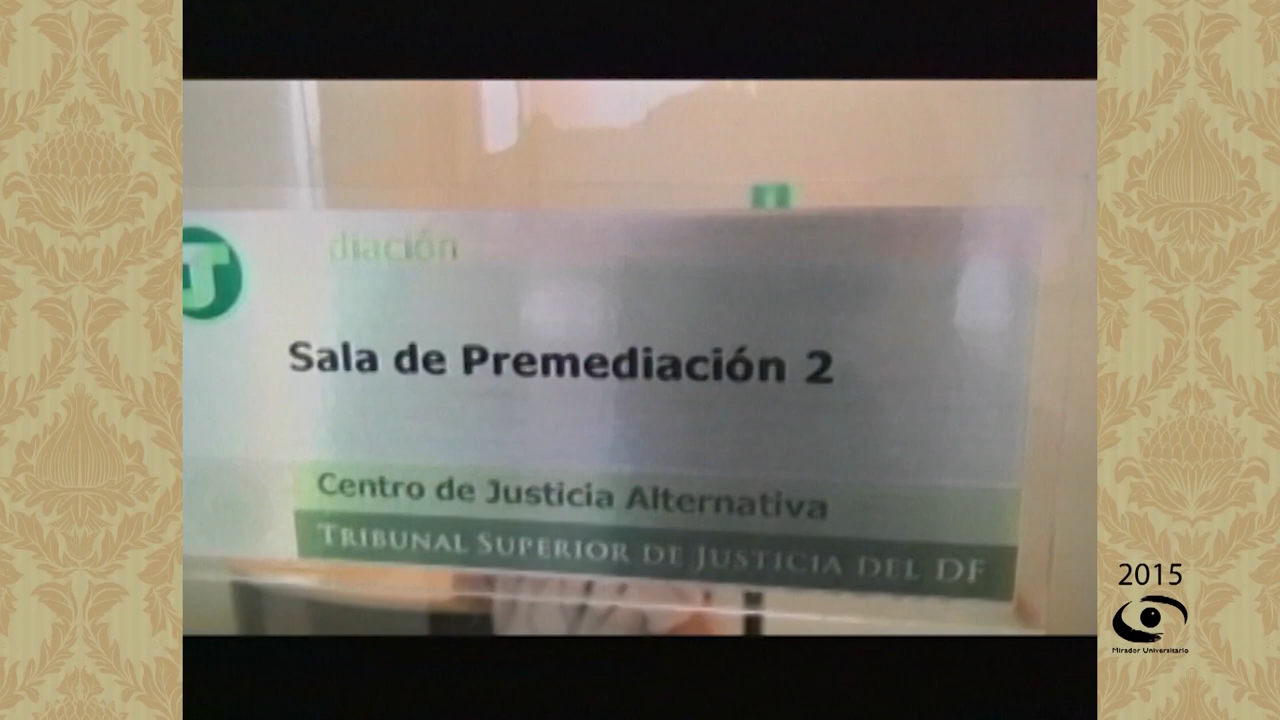 diación
Sala de Premediación 2
Centro de Justicia Alternativa
TRIBUNAL SUPERIOR DE JUSTICIA DEL DF
2015
Mirador Universitario